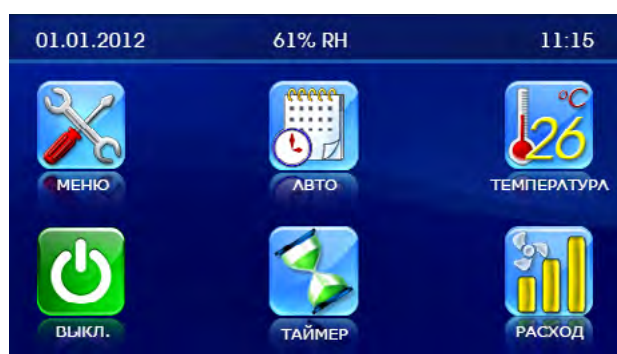 01.01.2012 61% RH 11:15
°C
26
МЕНЮ АВТО ТЕМПЕРАТУРА
ВЫКЛ. ТАЙМЕР РАСХОД